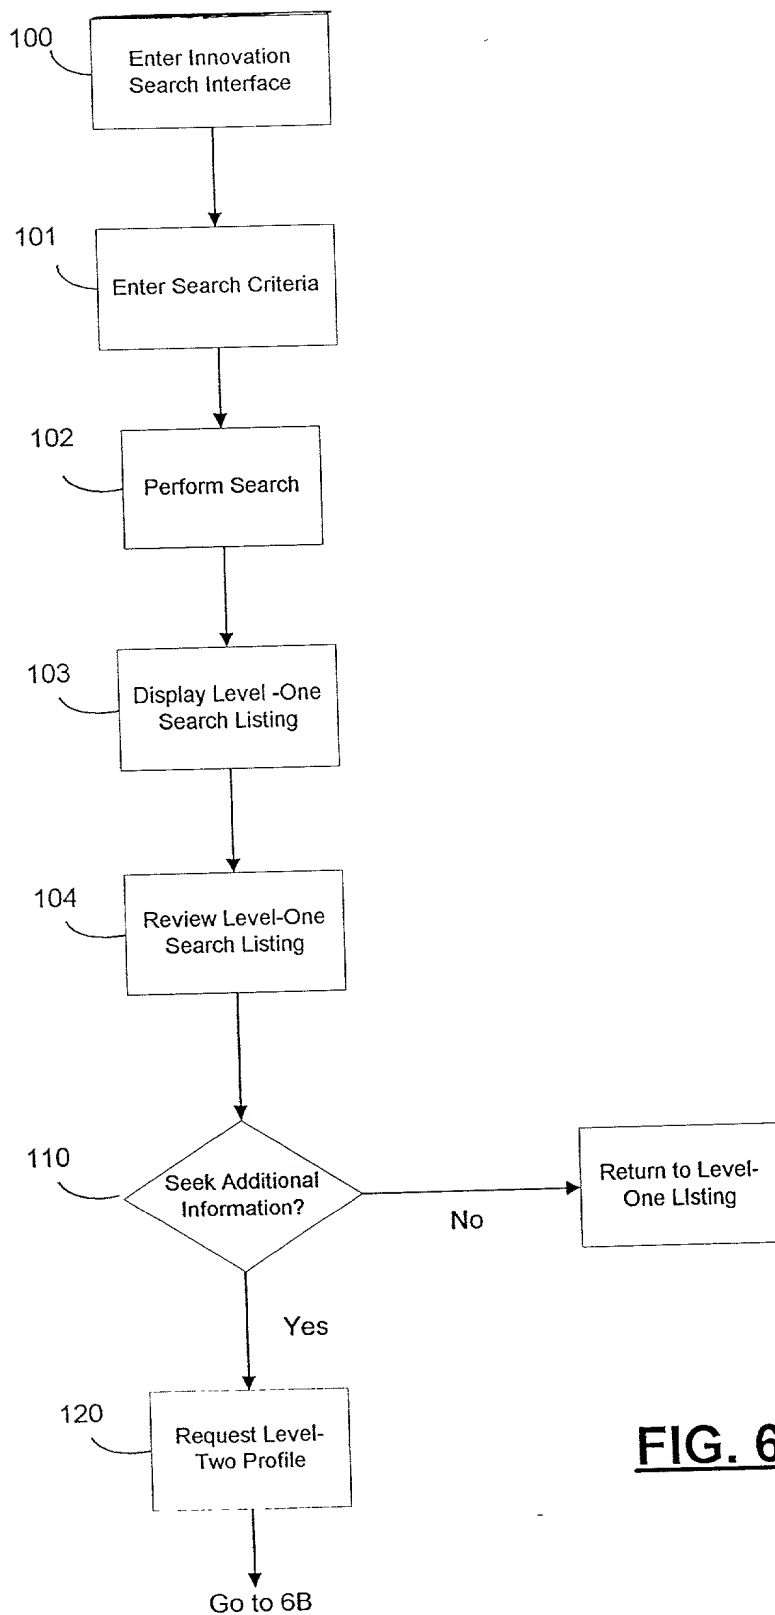 100
Enter Innovation
Search Interface
101
Enter Search Criteria
102
Perform Search
103
Display Level -One
Search Listing
104
Review Level-One
Search Listing
110
Seek Additional
Information?
No
Return to Level-
One LIsting
Yes
120
Request Level-
Two Profile
FIG. 6
Go to 6B